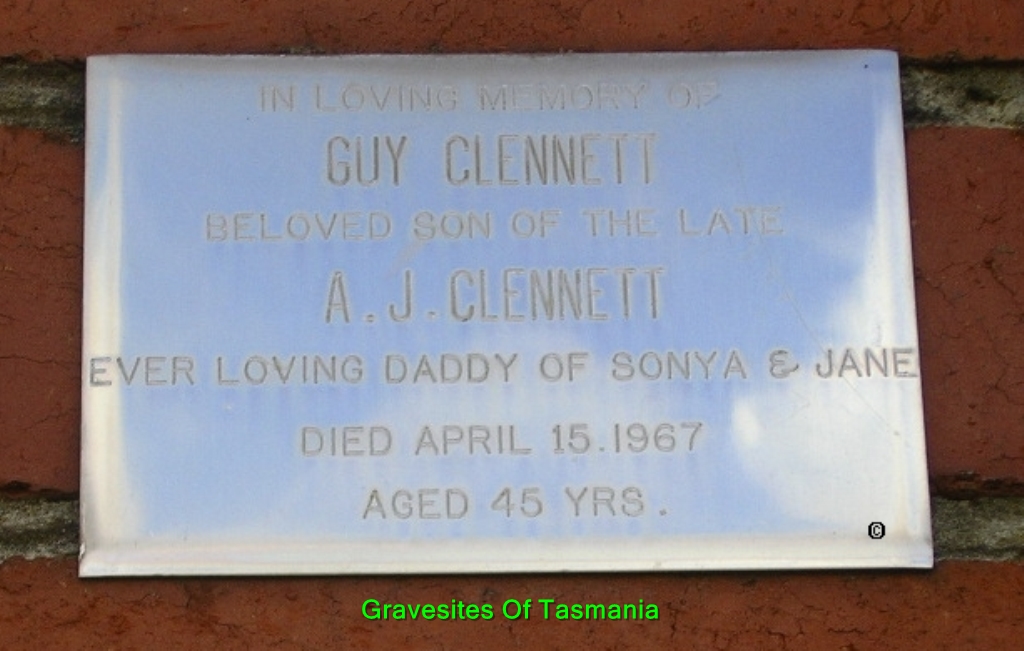 IN LOVING MEMORY OF
GUY CLENNETT
BELOVED SON OF THE LATE
A.J.CLENNETT
EVER LOVING DADDY OF SONYA & JANE
DIED APRIL 15.1967
AGED 45 YRS.
©
Gravesites Of Tasmania